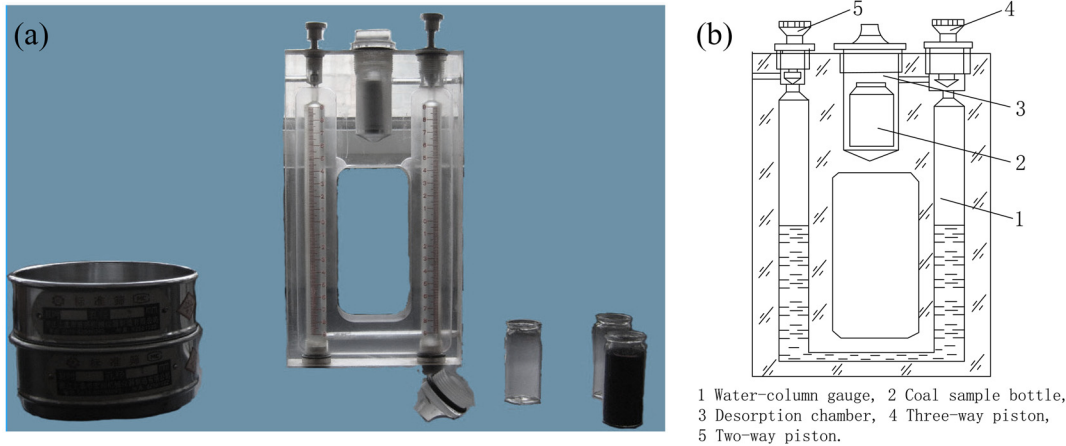 (a)
(b)
5
4
3
2
1
1 Water-column gauge, 2 Coal sample bottle,
3 Desorption chamber, 4 Three-way piston,
5 Two-way piston.